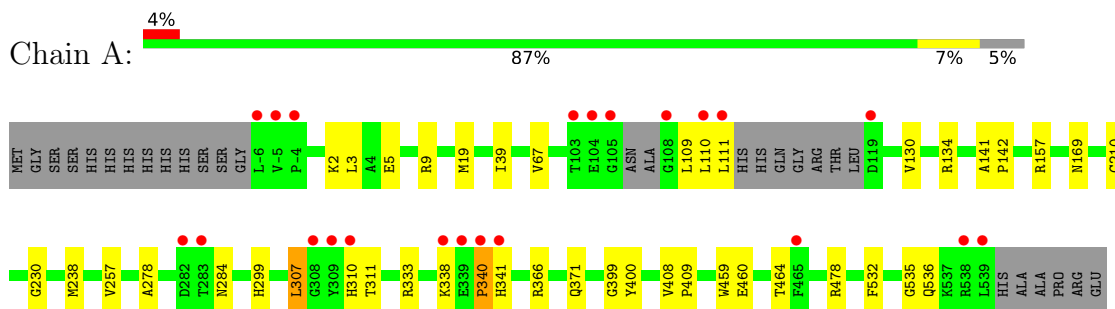 4%
Chain A:
87% 7% 5%
MET GLY SER SER HIS HIS HIS HIS HIS HIS SER SER GLY L-6 V-5 P-4 K2 L3 A4 E5 R9 M19 I39 V67 T103 E104 G105 ASN ALA G108 L109 L110 L111 HIS HIS GLN GLY ARG THR LEU D119 V130 R134 A141 P142 R157 N169
G230 M238 V257 A278 D282 T283 N284 H299 L307 G308 Y309 H310 T311 R333 K338 E339 P340 H341 R366 Q371 G399 Y400 V408 P409 W459 E460 T464 F465 R478 F532 G535 Q536 K537 R538 L539 HIS ALA ALA PRO ARG GLU